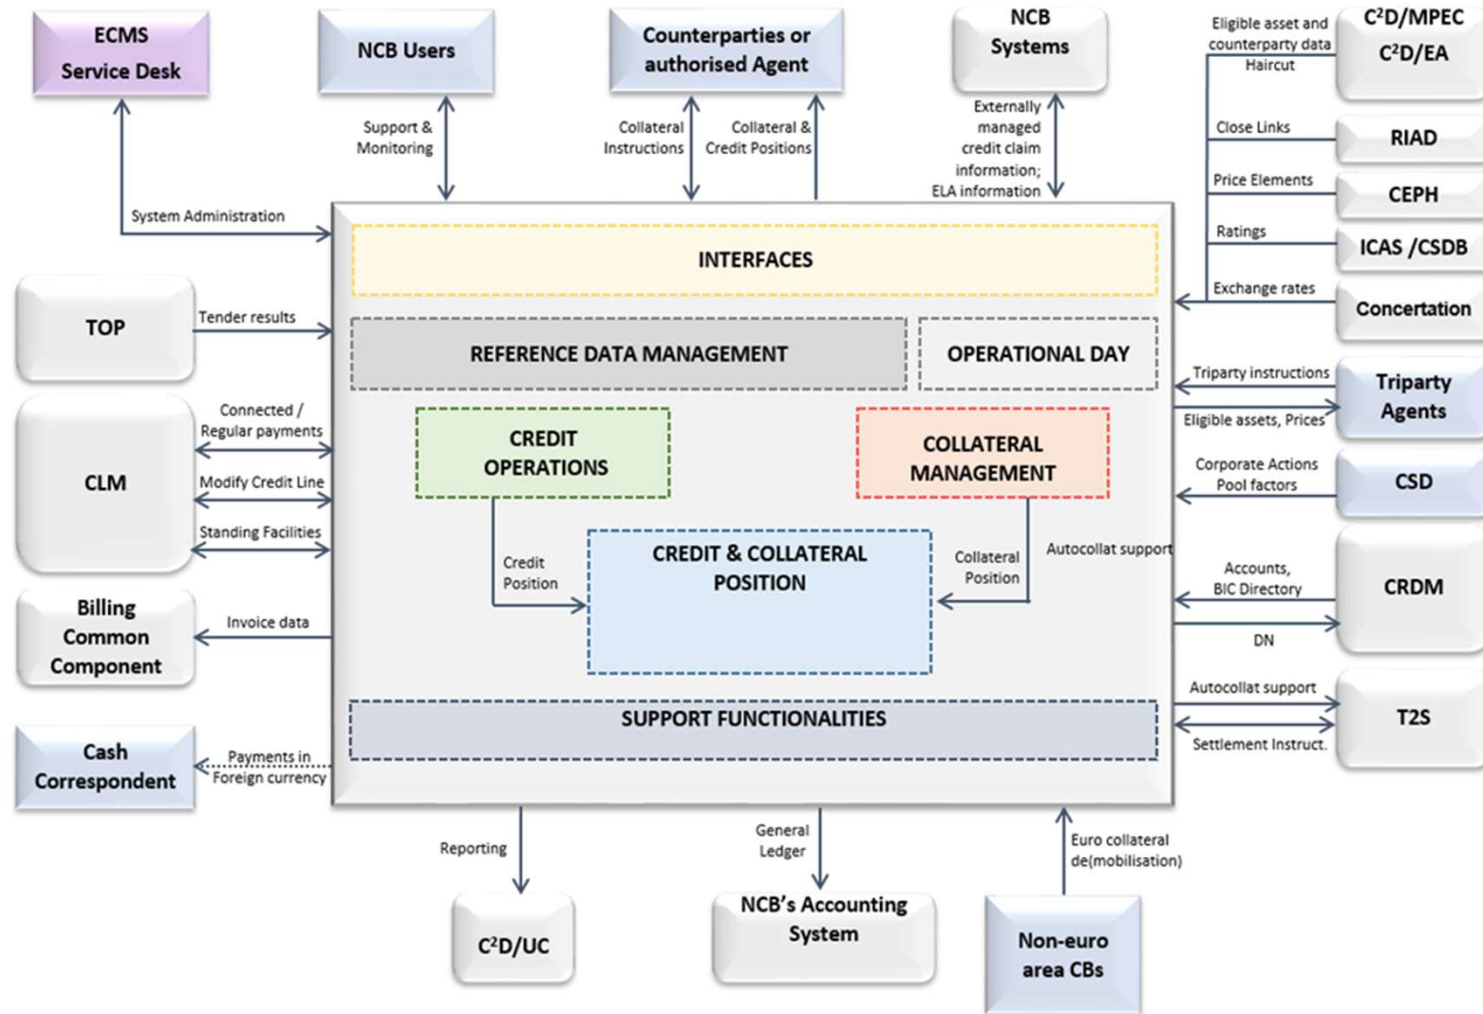 ECMS
Service Desk
NCB Users
Counterparties or
authorised Agent
NCB
Systems
C²D/MPEC
C²D/EA
Eligible asset and
counterparty data
Haircut
Support &
Monitoring
Collateral
Instructions
Collateral &
Credit Positions
Externally
managed
credit claim
information;
ELA information
Close Links
RIAD
Price Elements
CEPH
Ratings
ICAS /CSDB
Exchange rates
Concertation
System Administration
INTERFACES
TOP
Tender results
REFERENCE DATA MANAGEMENT
OPERATIONAL DAY
Triparty instructions
Eligible assets, Prices
Triparty
Agents
CLM
Connected /
Regular payments
Modify Credit Line
Standing Facilities
CREDIT
OPERATIONS
COLLATERAL
MANAGEMENT
Corporate Actions
Pool factors
CSD
Credit
Position
CREDIT & COLLATERAL
POSITION
Collateral
Position
Autocollat support
Accounts,
BIC Directory
DN
CRDM
Billing
Common
Component
Invoice data
Autocollat support
Settlement Instruct.
T2S
SUPPORT FUNCTIONALITIES
Cash
Correspondent
Payments in
Foreign currency
Reporting
C²D/UC
General
Ledger
NCB's Accounting
System
Euro collateral
de(mobilisation)
Non-euro
area CBs